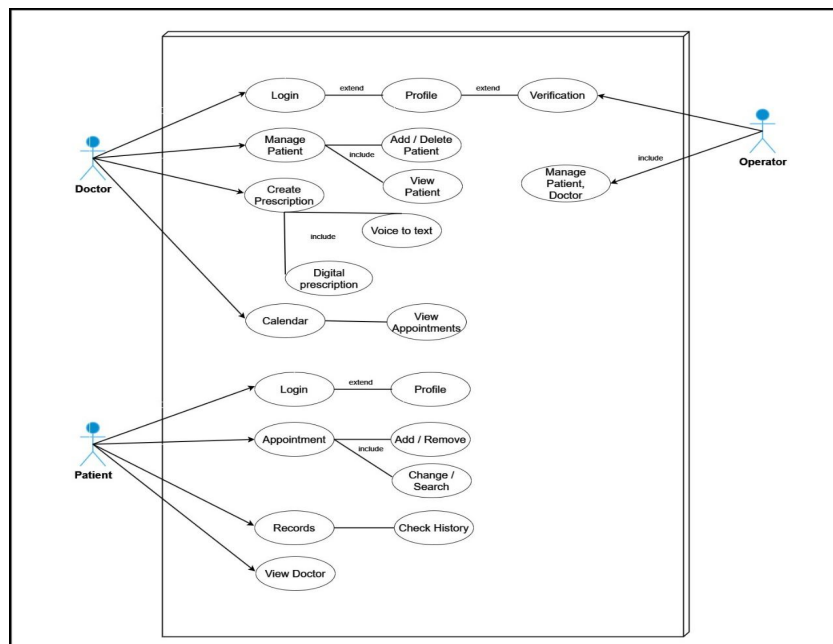 Login
extend
Profile
extend
Verification
Doctor
Manage
Patient
include
Add / Delete
Patient
View
Patient
Operator
include
Manage
Patient,
Doctor
Create
Prescription
include
Voice to text
Digital
prescription
Calendar
View
Appointments
Login
extend
Profile
Patient
Appointment
include
Add / Remove
Change /
Search
Records
Check History
View Doctor